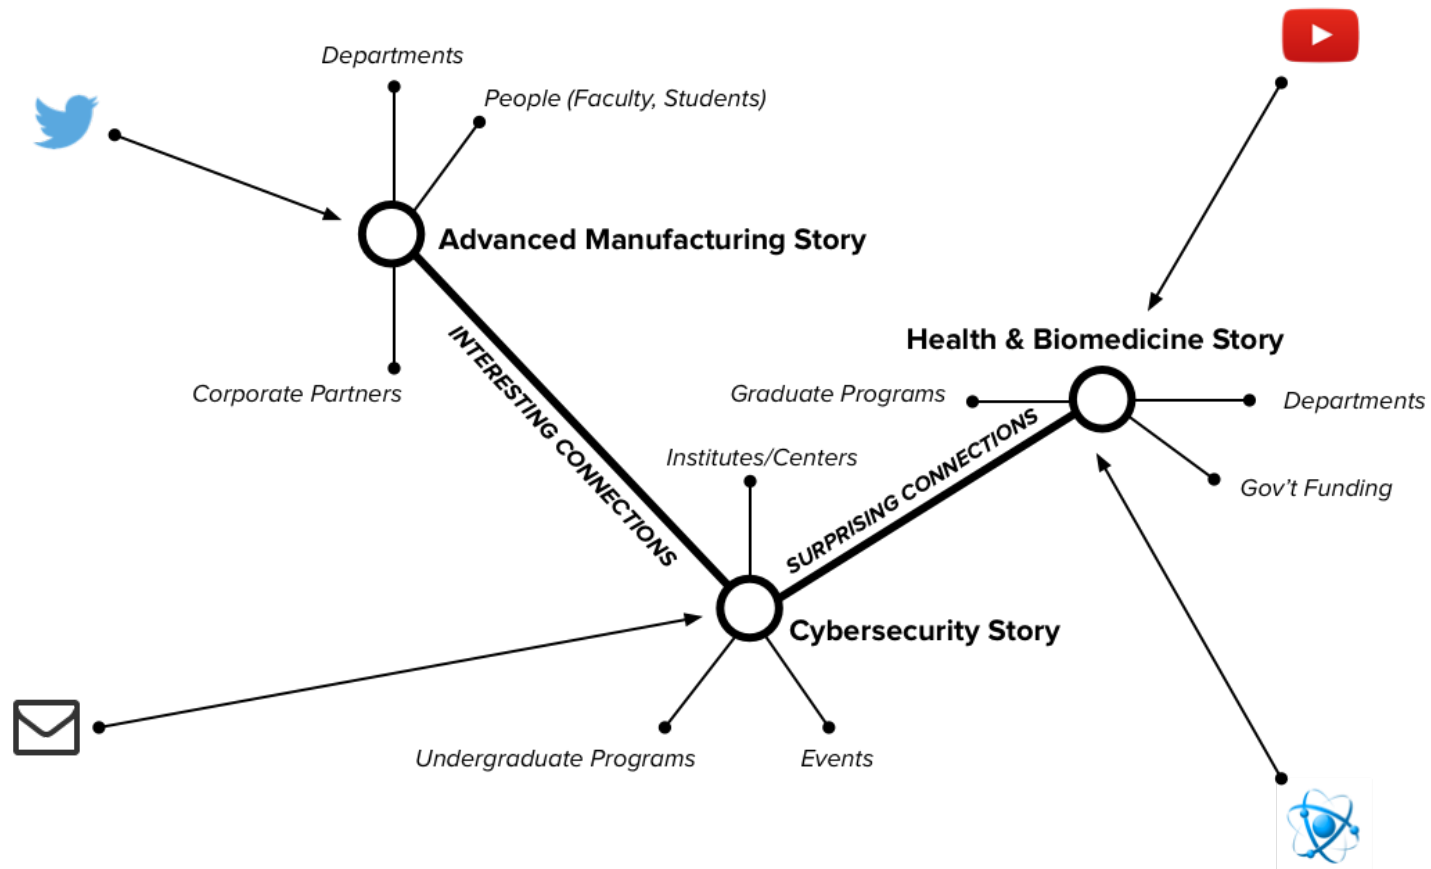 Departments
People (Faculty, Students)
Advanced Manufacturing Story
INTERESTING CONNECTIONS
Corporate Partners
Health & Biomedicine Story
Graduate Programs
Departments
SURPRISING CONNECTIONS
Institutes/Centers
Gov’t Funding
Cybersecurity Story
Undergraduate Programs
Events